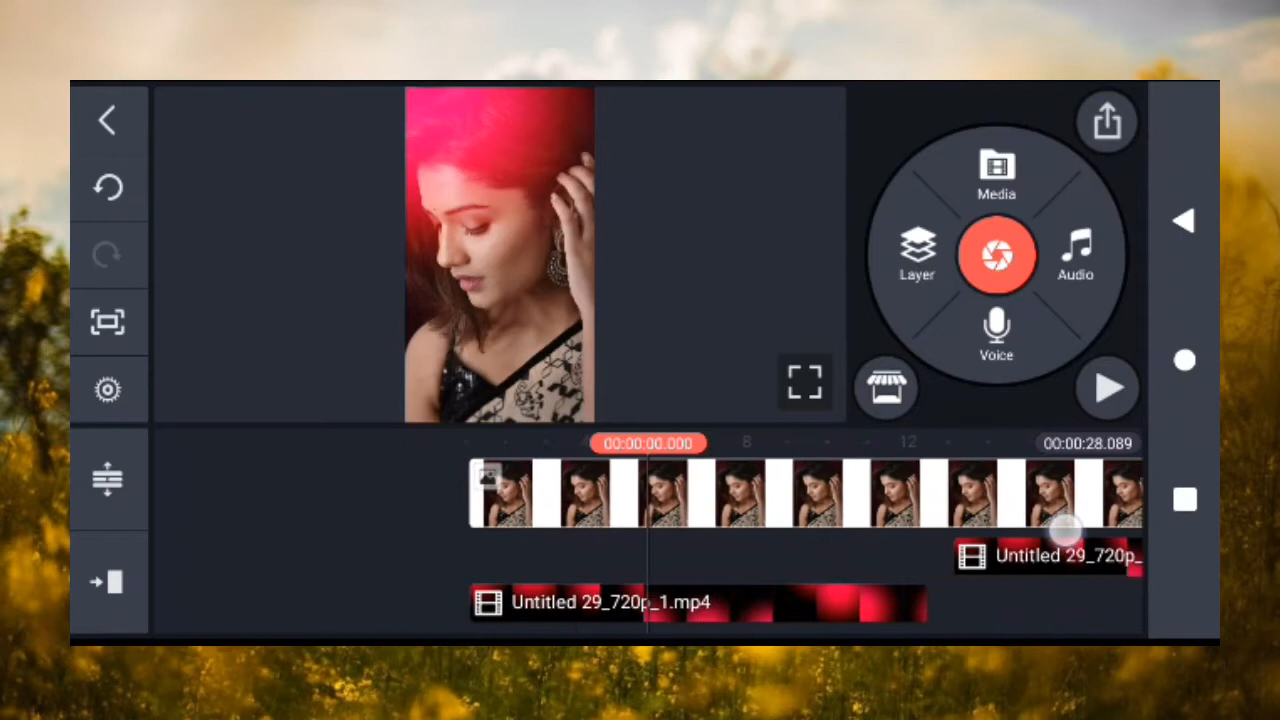 Media
Layer
Audio
Voice
00:00:00.000
8
12
00:00:28.089
Untitled 29_720p_
Untitled 29_720p_1.mp4